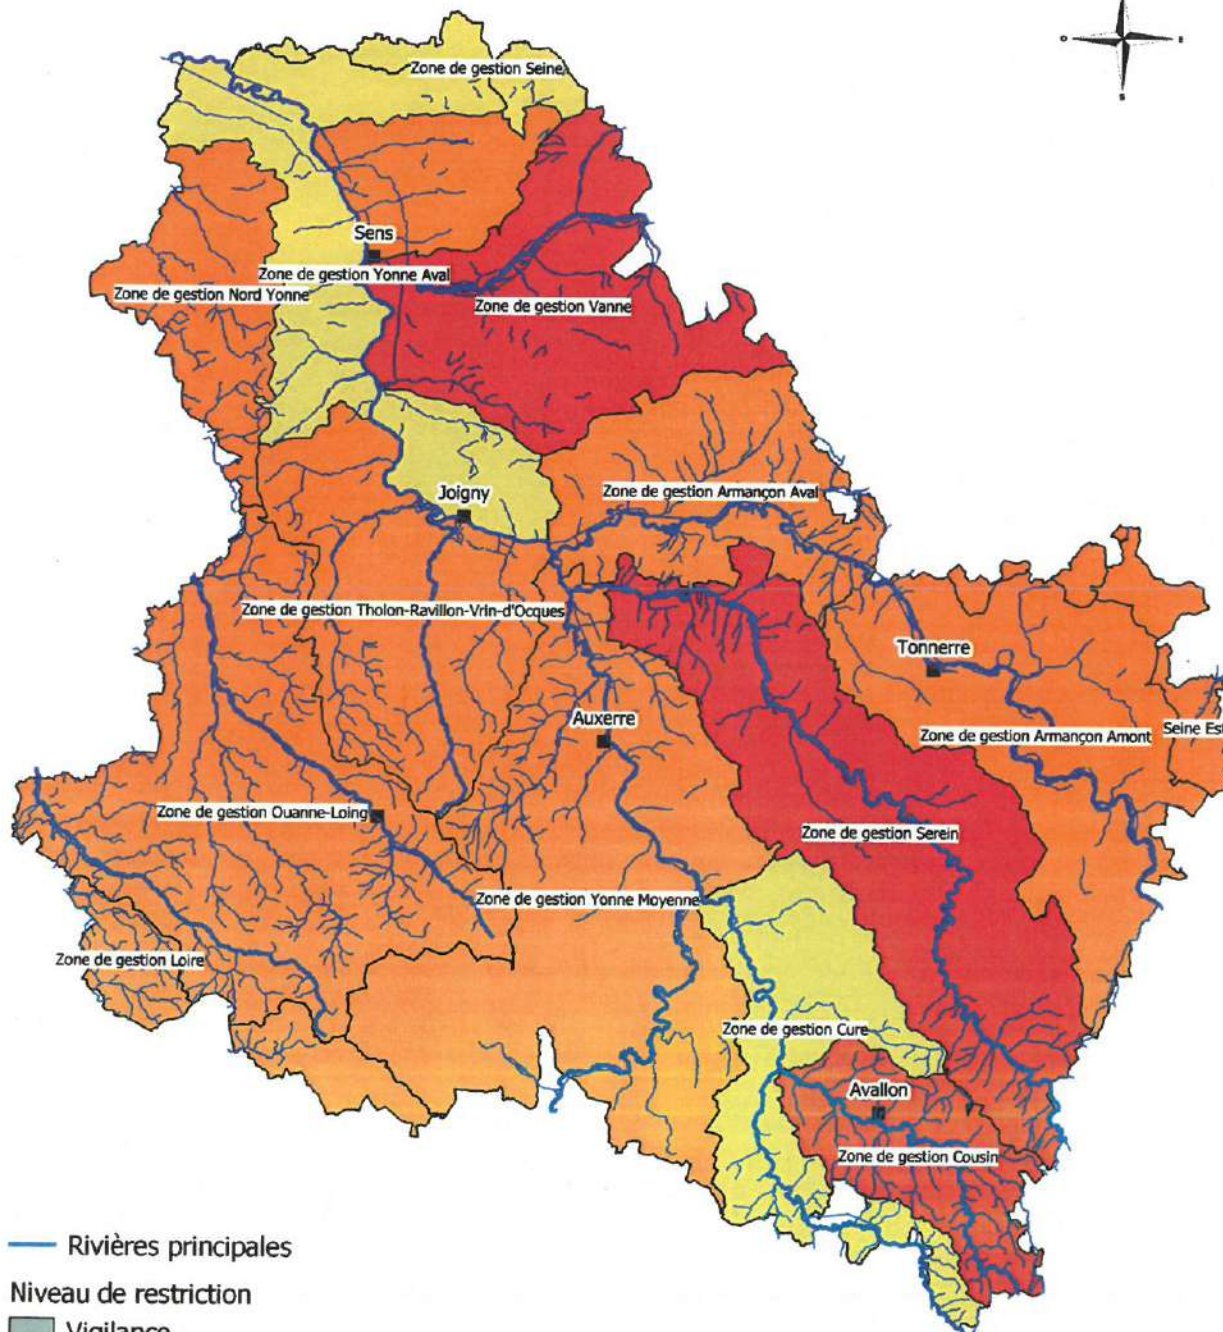 Zone de gestion Seine
Sens
Zone de gestion Yonne Aval
Zone de gestion Nord Yonne
Zone de gestion Vanne
Zone de gestion Armançon Aval
Joigny
Zone de gestion Tholon-Ravillon-Vrin-d'Ocques
Tonnerre
Auxerre
Zone de gestion Armançon Amont
Seine Est
Zone de gestion Ouanne-Loing
Zone de gestion Serein
Zone de gestion Yonne Moyenne
Zone de gestion Loire
Zone de gestion Cure
Avallon
Zone de gestion Cousin
Rivières principales
Niveau de restriction
Vigilance